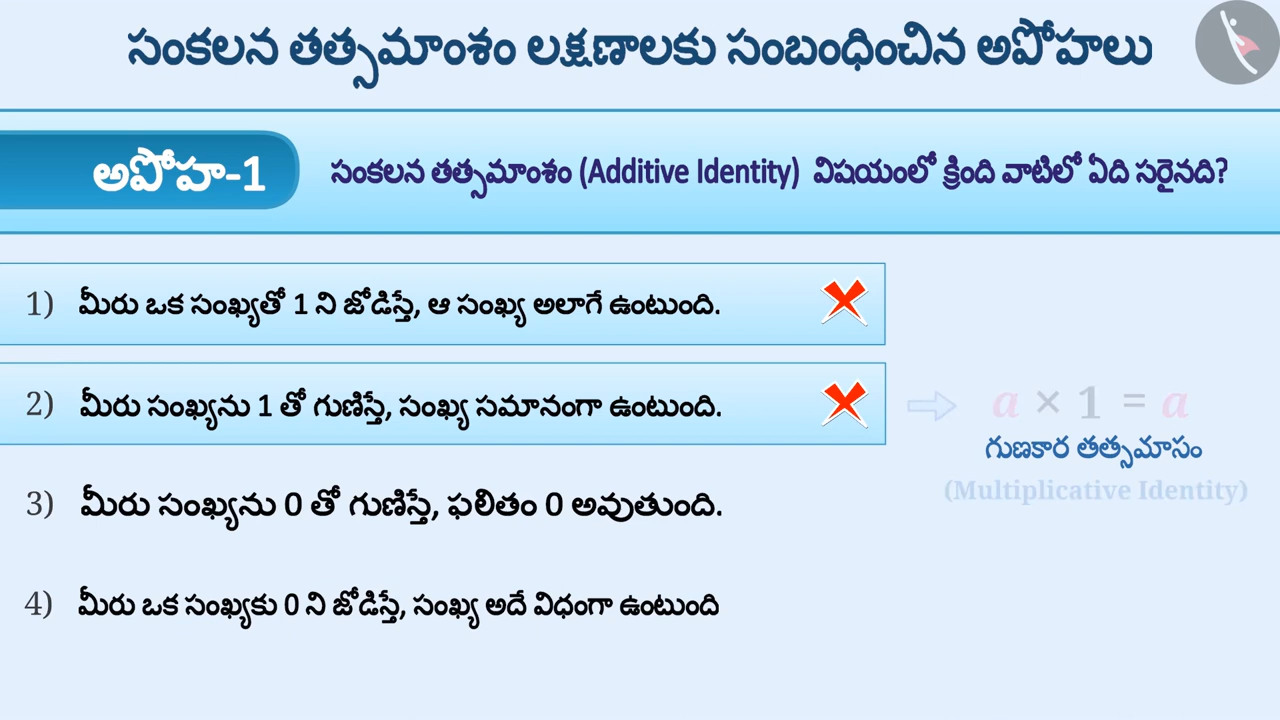 సంకలన తత్సమాంశం లక్షణాలకు సంబంధించిన అపోహలు
అపోహ-1
సంకలన తత్సమాంశం (Additive Identity) విషయంలో క్రింది వాటిలో ఏది సరైనది?
1) మీరు ఒక సంఖ్యతో 1 ని జోడిస్తే, ఆ సంఖ్య అలాగే ఉంటుంది.
2) మీరు సంఖ్యను 1 తో గుణిస్తే, సంఖ్య సమానంగా ఉంటుంది.
a × 1 = a
గుణకార తత్సమాసం
(Multiplicative Identity)
3) మీరు సంఖ్యను 0 తో గుణిస్తే, ఫలితం 0 అవుతుంది.
4) మీరు ఒక సంఖ్యకు 0 ని జోడిస్తే, సంఖ్య అదే విధంగా ఉంటుంది